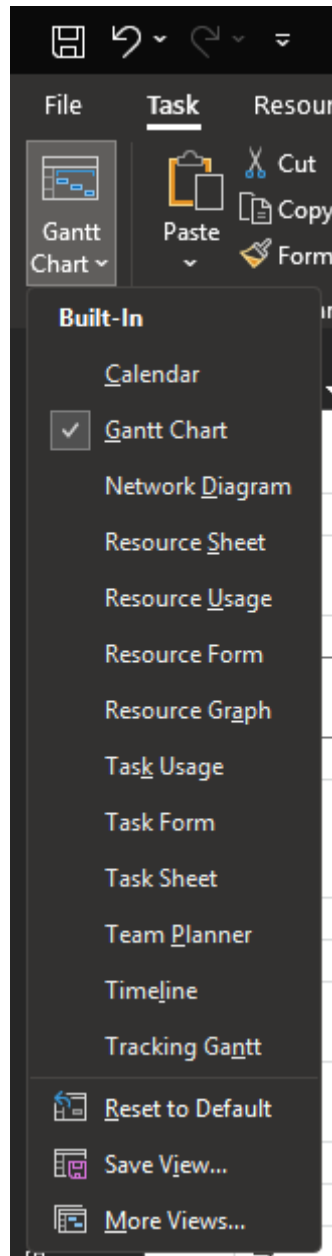 File Task Resour
Gantt
Chart
Paste
Cut
Copy
Form
Built-In
Calendar
Gantt Chart
Network Diagram
Resource Sheet
Resource Usage
Resource Form
Resource Graph
Task Usage
Task Form
Task Sheet
Team Planner
Timeline
Tracking Gantt
Reset to Default
Save View...
More Views...